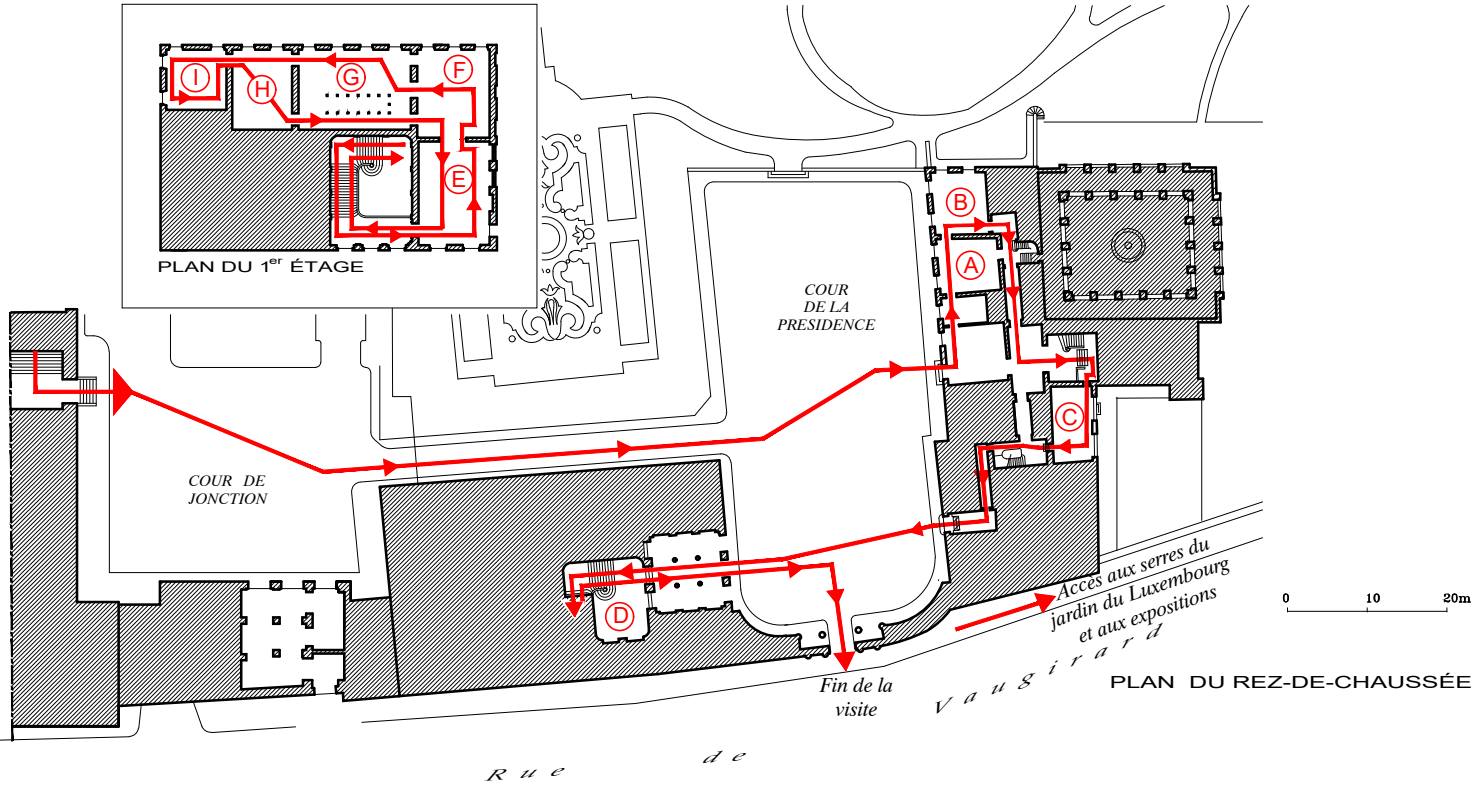 I
H
G
F
E
PLAN DU 1er ÉTAGE
B
A
COUR
DE LA
PRESIDENCE
C
COUR DE
JONCTION
D
Accès aux serres du
jardin du Luxembourg
et aux expositions
0 10 20m
PLAN DU REZ-DE-CHAUSSÉE
Fin de la
visite
Rue de Vaugirard